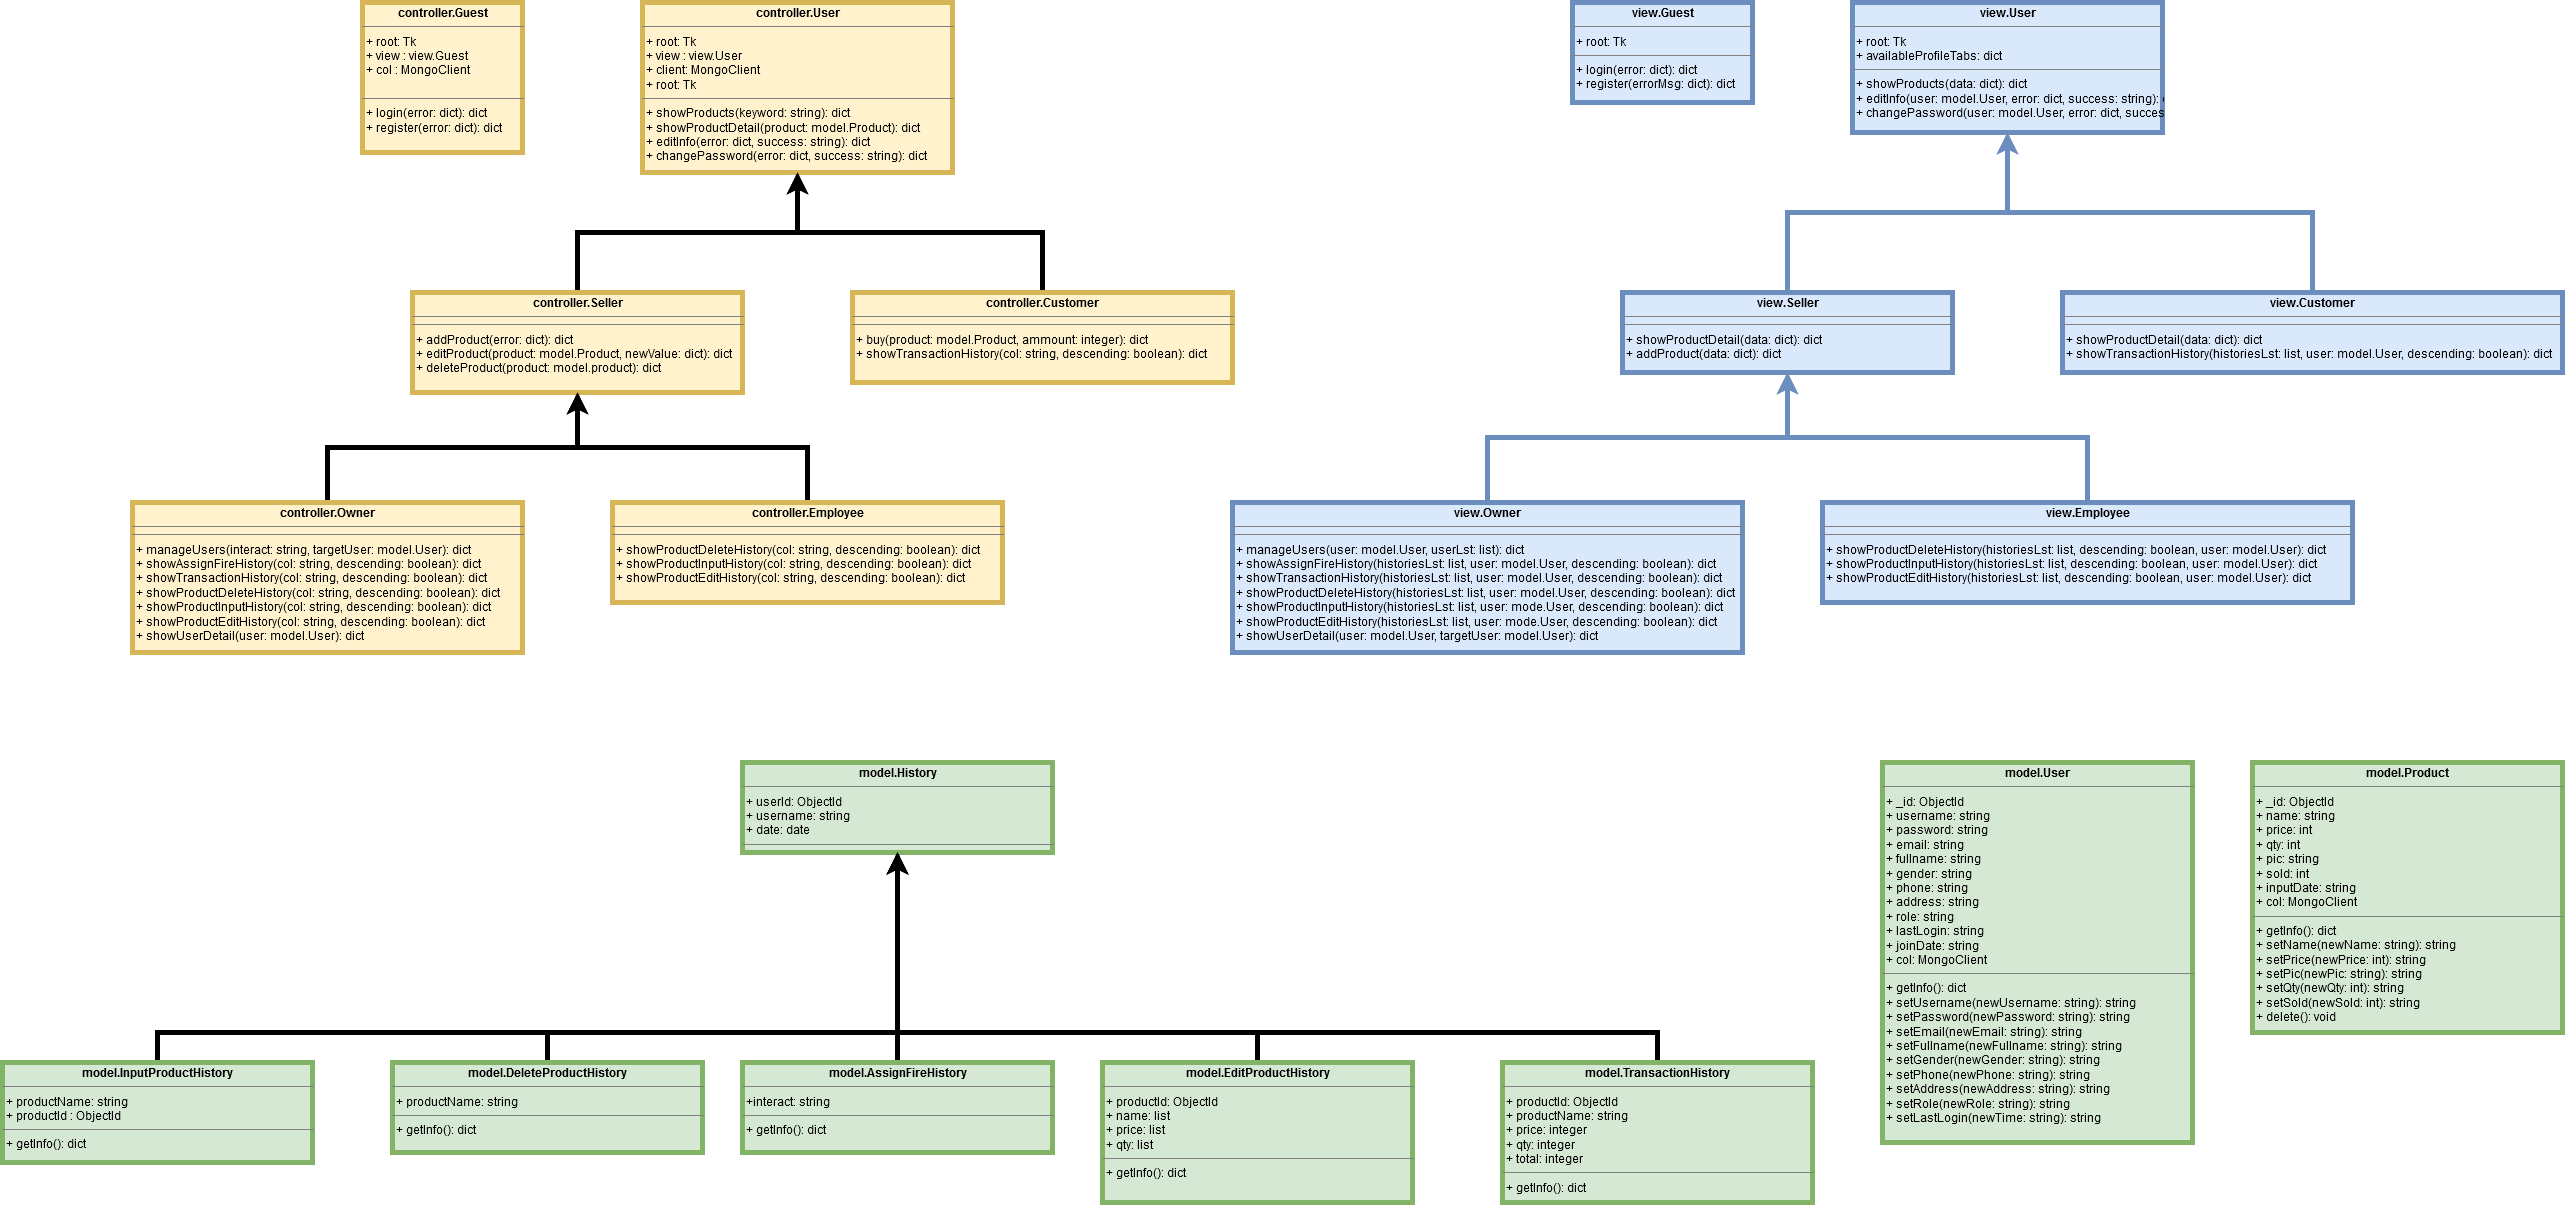 controller.Guest
+ root: Tk
+ view : view.Guest
+ col : MongoClient
+ login(error: dict): dict
+ register(error: dict): dict
controller.User
+ root: Tk
+ view : view.User
+ client: MongoClient
+ root: Tk
+ showProducts(keyword: string): dict
+ showProductDetail(product: model.Product): dict
+ editInfo(error: dict, success: string): dict
+ changePassword(error: dict, success: string): dict
view.Guest
+ root: Tk
+ login(error: dict): dict
+ register(errorMsg: dict): dict
view.User
+ root: Tk
+ availableProfileTabs: dict
+ showProducts(data: dict): dict
+ editInfo(user: model.User, error: dict, success: string):
+ changePassword(user: model.User, error: dict, succes
controller.Seller
+ addProduct(error: dict): dict
+ editProduct(product: model.Product, newValue: dict): dict
+ deleteProduct(product: model.product): dict
controller.Customer
+ buy(product: model.Product, ammount: integer): dict
+ showTransactionHistory(col: string, descending: boolean): dict
view.Seller
+ showProductDetail(data: dict): dict
+ addProduct(data: dict): dict
view.Customer
+ showProductDetail(data: dict): dict
+ showTransactionHistory(historiesLst: list, user: model.User, descending: boolean): dict
controller.Owner
+ manageUsers(interact: string, targetUser: model.User): dict
+ showAssignFireHistory(col: string, descending: boolean): dict
+ showTransactionHistory(col: string, descending: boolean): dict
+ showProductDeleteHistory(col: string, descending: boolean): dict
+ showProductInputHistory(col: string, descending: boolean): dict
+ showProductEditHistory(col: string, descending: boolean): dict
+ showUserDetail(user: model.User): dict
controller.Employee
+ showProductDeleteHistory(col: string, descending: boolean): dict
+ showProductInputHistory(col: string, descending: boolean): dict
+ showProductEditHistory(col: string, descending: boolean): dict
view.Owner
+ manageUsers(user: model.User, userLst: list): dict
+ showAssignFireHistory(historiesLst: list, user: model.User, descending: boolean): dict
+ showTransactionHistory(historiesLst: list, user: model.User, descending: boolean): dict
+ showProductDeleteHistory(historiesLst: list, user: model.User, descending: boolean): dict
+ showProductInputHistory(historiesLst: list, user: mode.User, descending: boolean): dict
+ showProductEditHistory(historiesLst: list, user: mode.User, descending: boolean): dict
+ showUserDetail(user: model.User, targetUser: model.User): dict
view.Employee
+ showProductDeleteHistory(historiesLst: list, descending: boolean, user: model.User): dict
+ showProductInputHistory(historiesLst: list, descending: boolean, user: model.User): dict
+ showProductEditHistory(historiesLst: list, descending: boolean, user: model.User): dict
model.History
+ userId: ObjectId
+ username: string
+ date: date
model.User
+ _id: ObjectId
+ username: string
+ password: string
+ email: string
+ fullname: string
+ gender: string
+ phone: string
+ address: string
+ role: string
+ lastLogin: string
+ joinDate: string
+ col: MongoClient
+ getInfo(): dict
+ setUsername(newUsername: string): string
+ setPassword(newPassword: string): string
+ setEmail(newEmail: string): string
+ setFullname(newFullname: string): string
+ setGender(newGender: string): string
+ setPhone(newPhone: string): string
+ setAddress(newAddress: string): string
+ setRole(newRole: string): string
+ setLastLogin(newTime: string): string
model.Product
+ _id: ObjectId
+ name: string
+ price: int
+ qty: int
+ pic: string
+ sold: int
+ inputDate: string
+ col: MongoClient
+ getInfo(): dict
+ setName(newName: string): string
+ setPrice(newPrice: int): string
+ setPic(newPic: string): string
+ setQty(newQty: int): string
+ setSold(newSold: int): string
+ delete(): void
model.InputProductHistory
+ productName: string
+ productId : ObjectId
+ getInfo(): dict
model.DeleteProductHistory
+ productName: string
+ getInfo(): dict
model.AssignFireHistory
+interact: string
+ getInfo(): dict
model.EditProductHistory
+ productId: ObjectId
+ name: list
+ price: list
+ qty: list
+ getInfo(): dict
model.TransactionHistory
+ productId: ObjectId
+ productName: string
+ price: integer
+ qty: integer
+ total: integer
+ getInfo(): dict